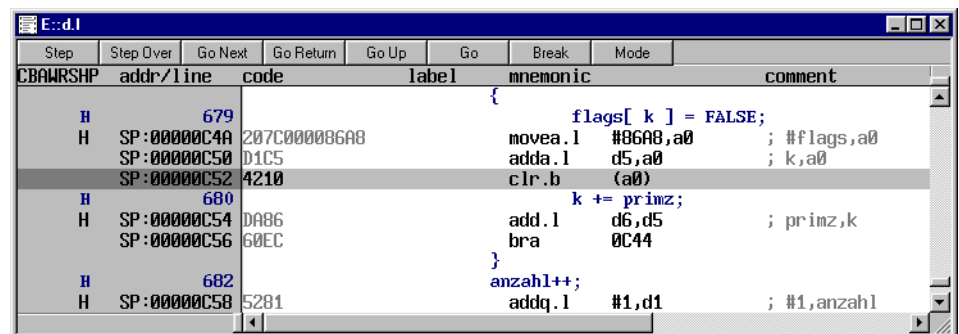 E::d.l
Step Step Over Go Next Go Return Go Up Go Break Mode
CBAWRSHP addr/line code label mnemonic comment
{
H 679 flags[ k ] = FALSE;
H SP:00000C4A 207C000086A8 movea.l #86A8,a0 ; #flags,a0
SP:00000C50 D1C5 adda.l d5,a0 ; k,a0
SP:00000C52 4210 clr.b (a0)
H 680 k += primz;
H SP:00000C54 DA86 add.l d6,d5 ; primz,k
SP:00000C56 60EC bra 0C44
}
H 682 anzahl++;
H SP:00000C58 5281 addq.l #1,d1 ; #1,anzahl